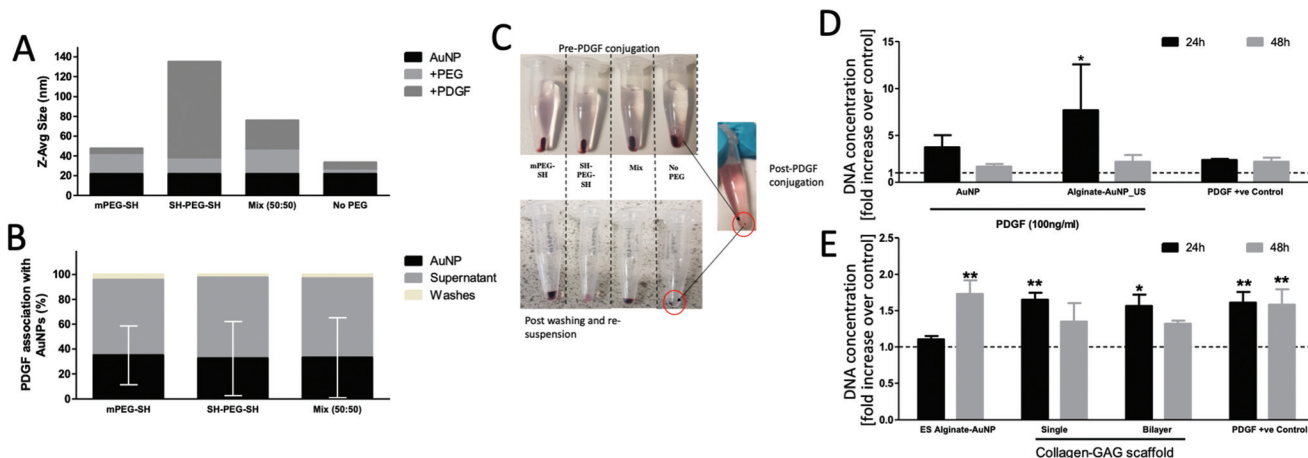 A
Z-Avg Size (nm)
140
120
100
80
60
40
20
0
AuNP
+PEG
+PDGF
mPEG-SH
SH-PEG-SH
Mix (50:50)
No PEG
B
PDGF association with
AuNPs (%)
100
80
60
40
20
0
AuNP
Supernatant
Washes
mPEG-SH
SH-PEG-SH
Mix (50:50)
C
Pre-PDGF conjugation
mPEG-
SH
SH-
PEG-
SH
Mix
No
PEG
Post-PDGF
conjugation
Post washing and re-
suspension
D
DNA concentration
[fold increase over control]
15
10
5
1
24h
48h
*
AuNP
Alginate-AuNP_US
PDGF +ve Control
PDGF (100ng/ml)
E
DNA concentration
[fold increase over control]
2.5
2.0
1.5
1.0
0.5
0.0
24h
48h
**
**
*
**
**
ES Alginate-AuNP
Single
Bilayer
PDGF +ve Control
Collagen-GAG scaffold